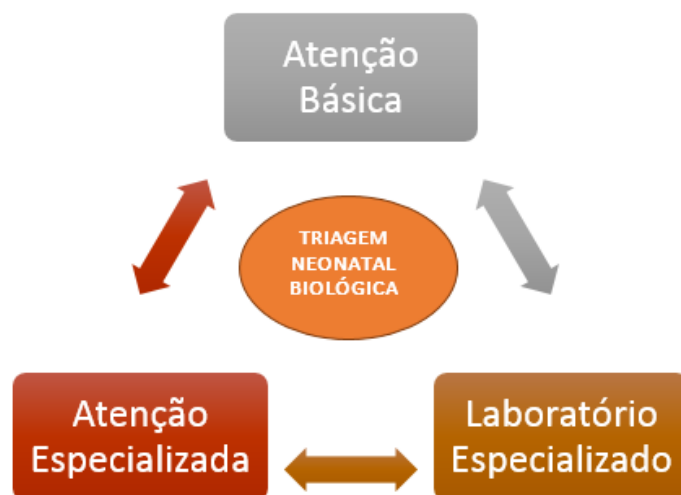 Atenção
Básica
TRIAGEM
NEONATAL
BIOLÓGICA
Atenção
Especializada
Laboratório
Especializado